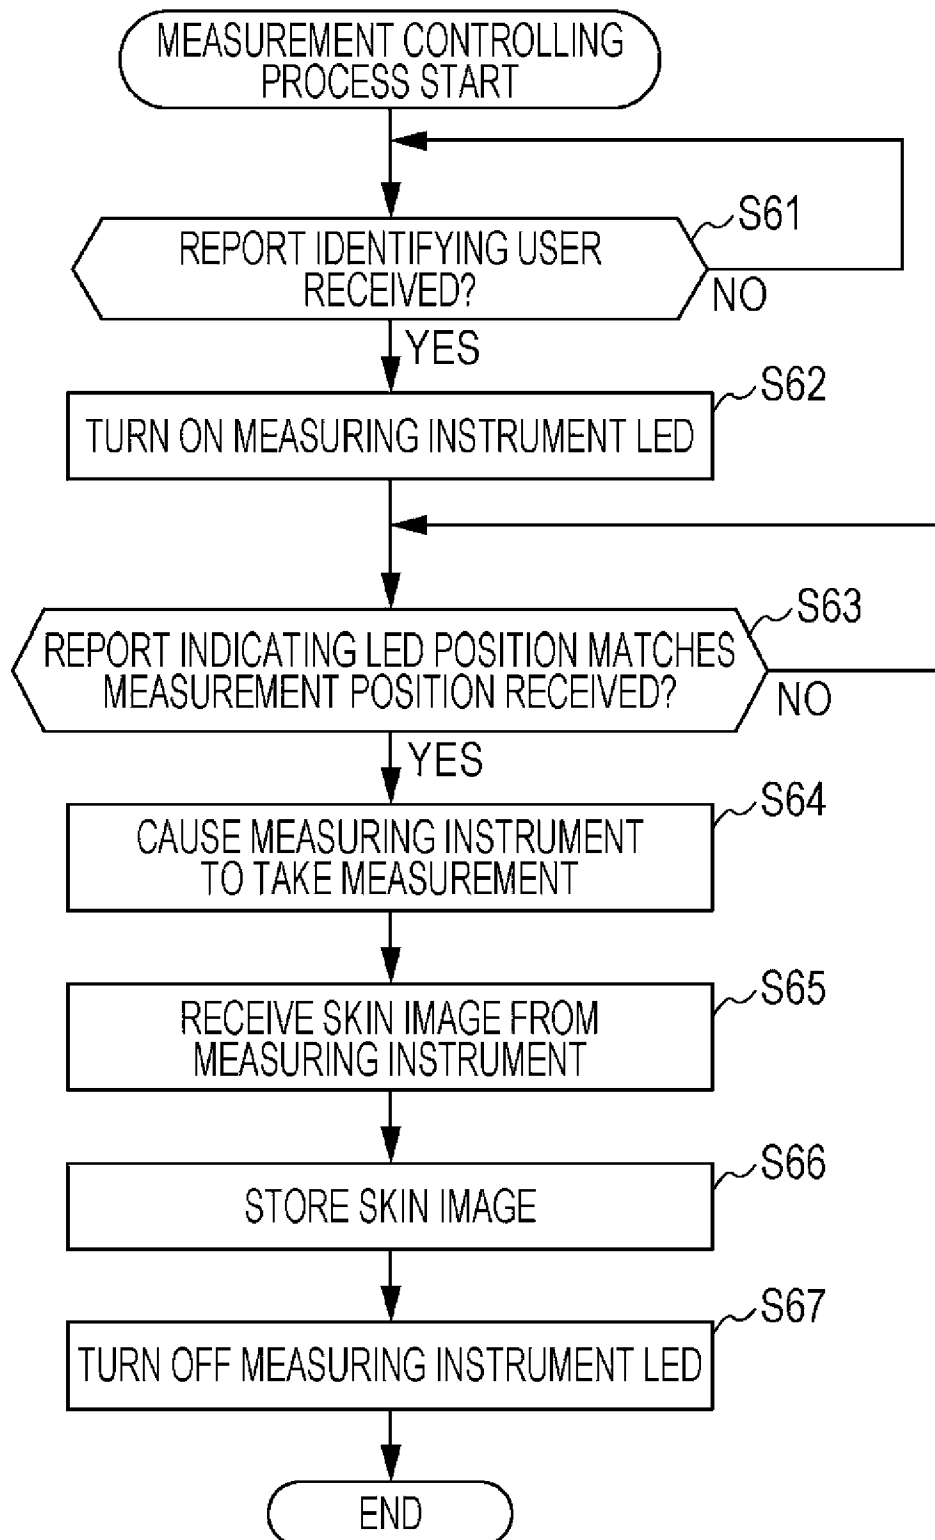 MEASUREMENT CONTROLLING
PROCESS START
S61
REPORT IDENTIFYING USER
RECEIVED?
NO
YES
S62
TURN ON MEASURING INSTRUMENT LED
S63
REPORT INDICATING LED POSITION MATCHES
MEASUREMENT POSITION RECEIVED?
NO
YES
S64
CAUSE MEASURING INSTRUMENT
TO TAKE MEASUREMENT
S65
RECEIVE SKIN IMAGE FROM
MEASURING INSTRUMENT
S66
STORE SKIN IMAGE
S67
TURN OFF MEASURING INSTRUMENT LED
END